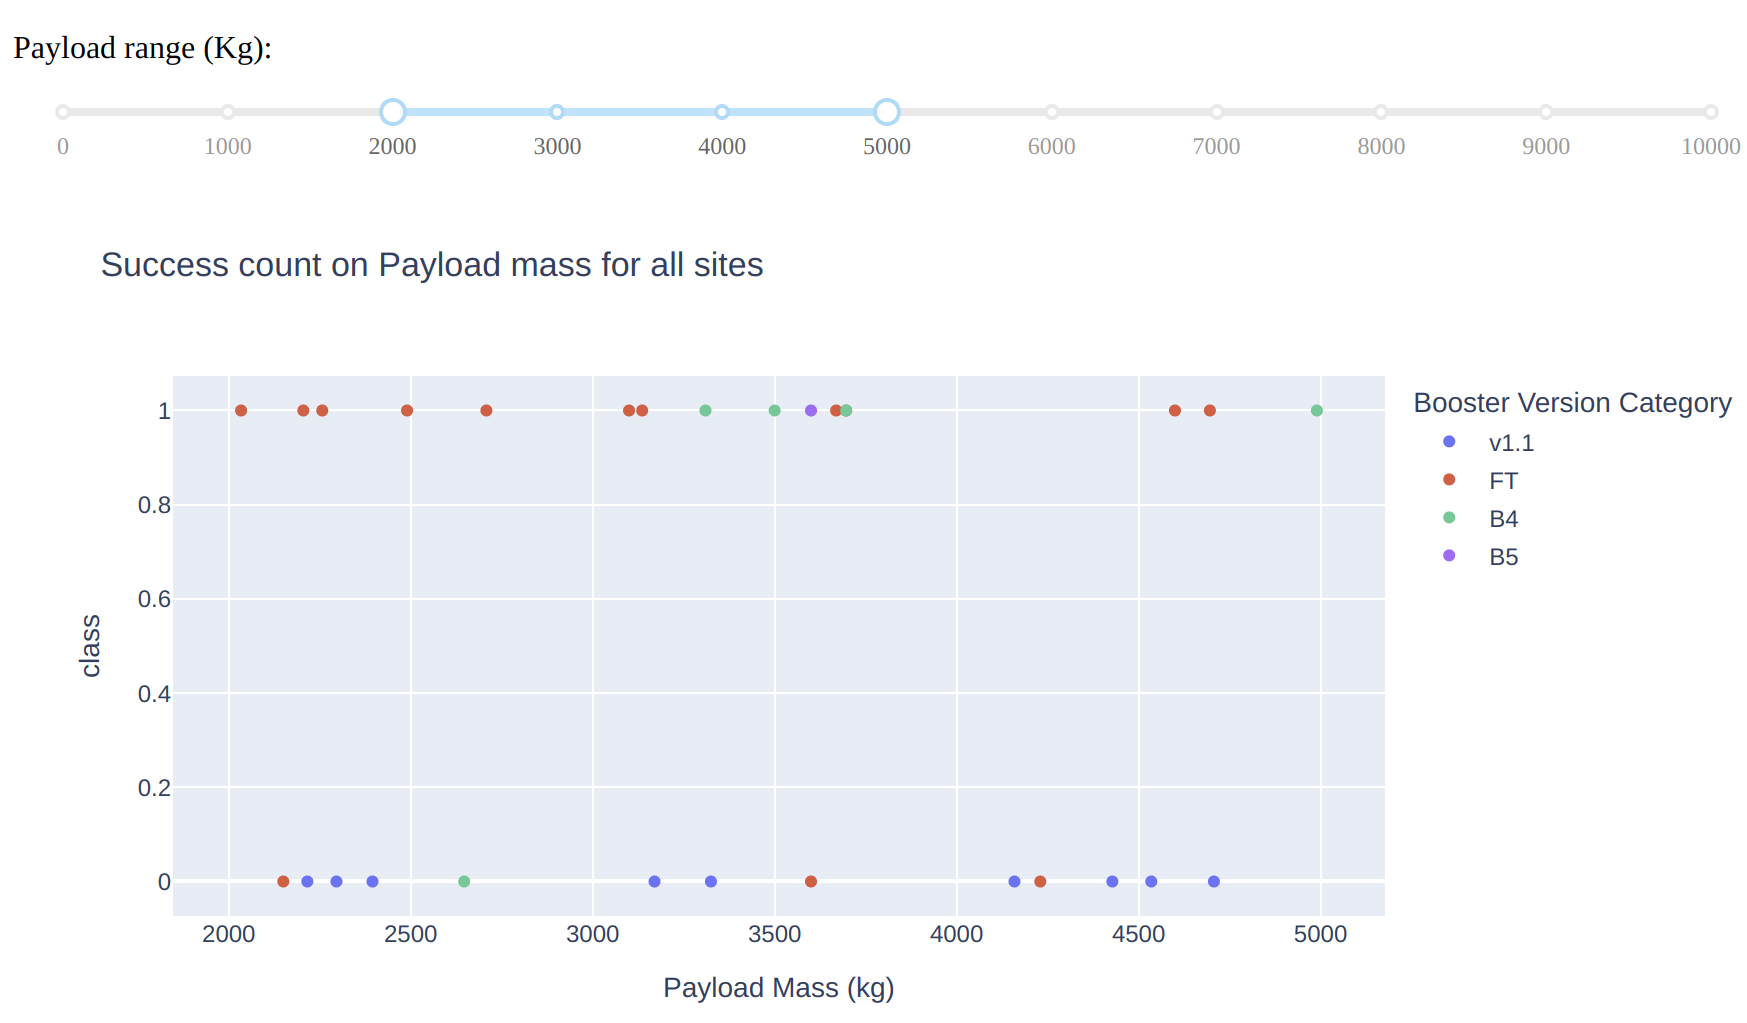 Payload range (Kg):
0 1000 2000 3000 4000 5000 6000 7000 8000 9000 10000
Success count on Payload mass for all sites
Booster Version Category
v1.1
FT
B4
B5
1
0.8
0.6
0.4
0.2
0
class
2000 2500 3000 3500 4000 4500 5000
Payload Mass (kg)